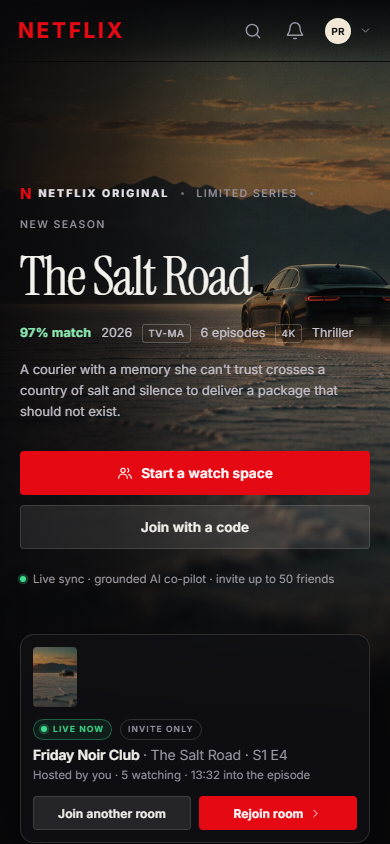 NETFLIX
PR
N NETFLIX ORIGINAL • LIMITED SERIES •
NEW SEASON
The Salt Road
97% match 2026 TV-MA 6 episodes 4K Thriller
A courier with a memory she can't trust crosses a
country of salt and silence to deliver a package that
should not exist.
Start a watch space
Join with a code
Live sync · grounded AI co-pilot · invite up to 50 friends
LIVE NOW INVITE ONLY
Friday Noir Club · The Salt Road · S1 E4
Hosted by you · 5 watching · 13:32 into the episode
Join another room Rejoin room